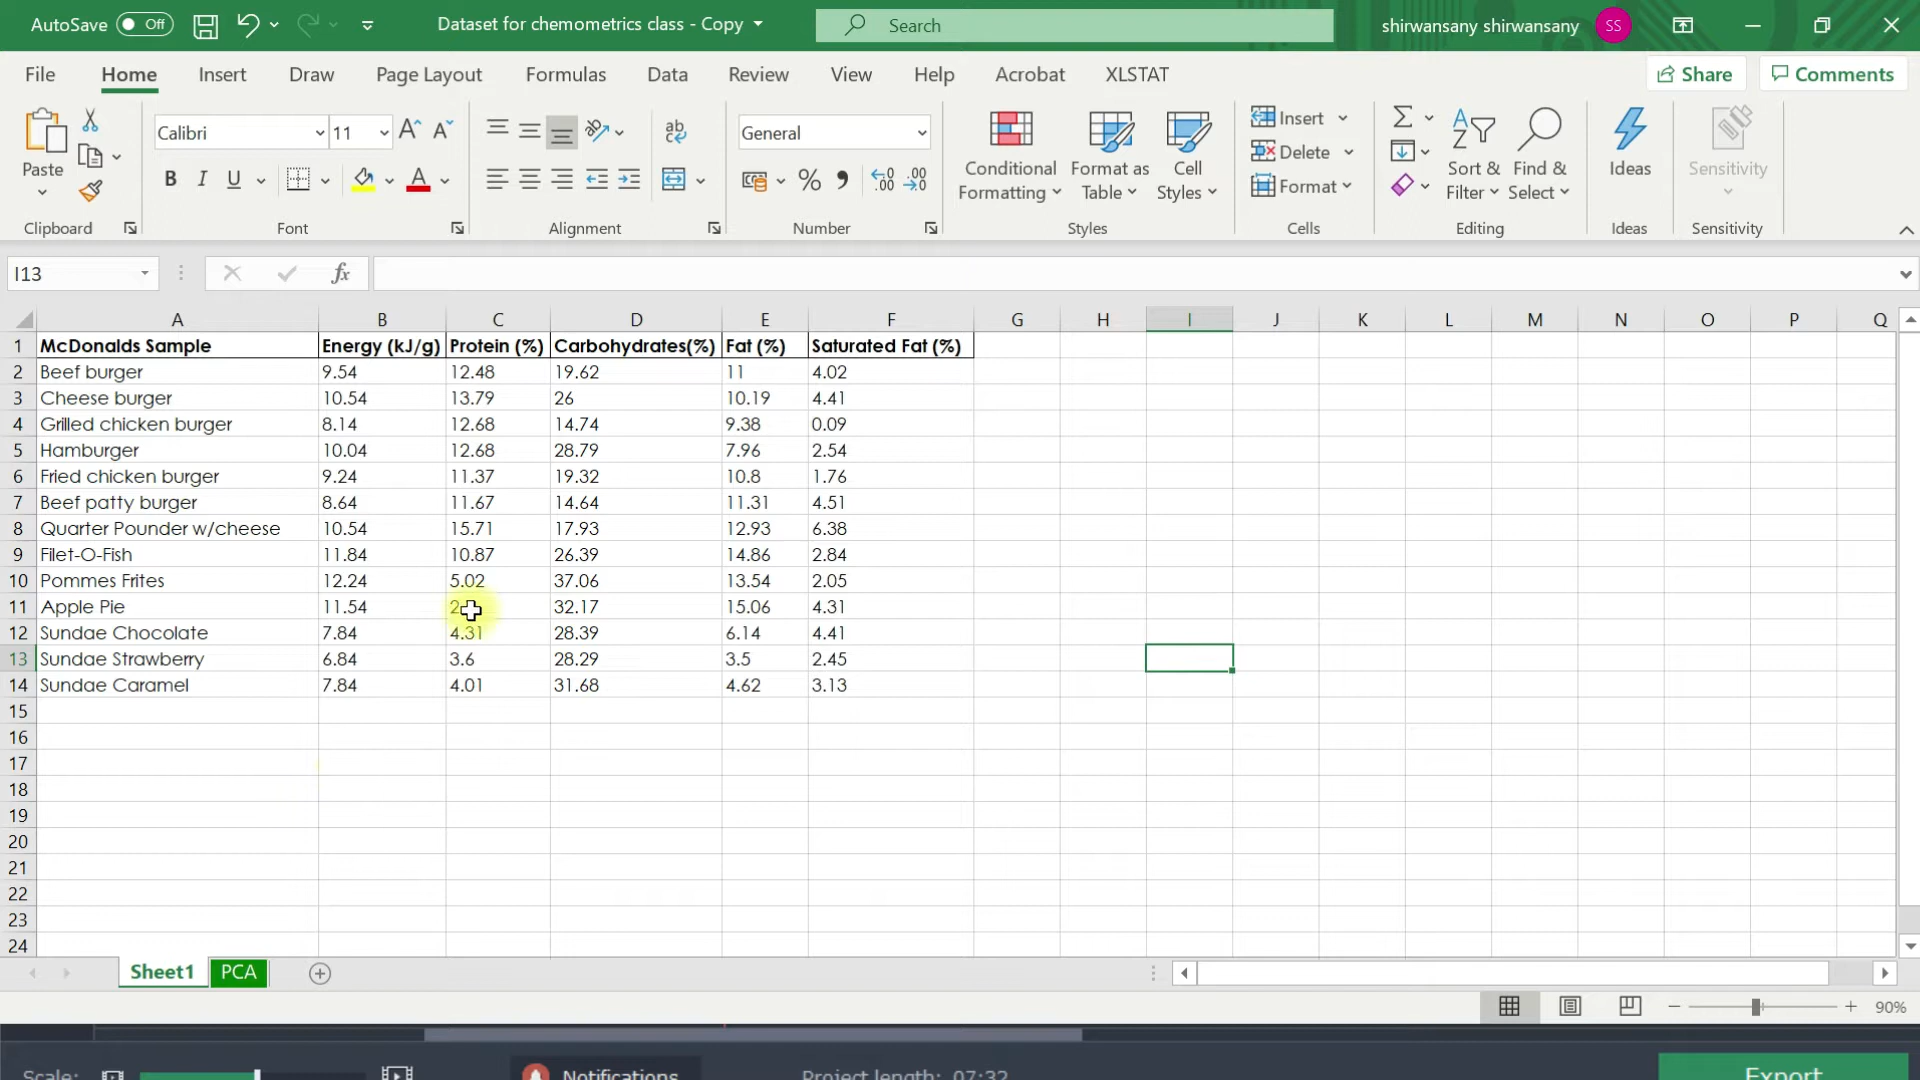 AutoSave Off Dataset for chemometrics class - Copy Search shirwansany shirwansany SS
File Home Insert Draw Page Layout Formulas Data Review View Help Acrobat XLSTAT Share Comments
Calibri 11 General
Paste Conditional Formatting Format as Table Cell Styles Insert Delete Format Sort & Filter Find & Select Ideas Sensitivity
Clipboard Font Alignment Number Styles Cells Editing Ideas Sensitivity
I13 fx
A B C D E F G H I J K L M N O P Q
1 McDonalds Sample Energy (kJ/g) Protein (%) Carbohydrates(%) Fat (%) Saturated Fat (%)
2 Beef burger 9.54 12.48 19.62 11 4.02
3 Cheese burger 10.54 13.79 26 10.19 4.41
4 Grilled chicken burger 8.14 12.68 14.74 9.38 0.09
5 Hamburger 10.04 12.68 28.79 7.96 2.54
6 Fried chicken burger 9.24 11.37 19.32 10.8 1.76
7 Beef patty burger 8.64 11.67 14.64 11.31 4.51
8 Quarter Pounder w/cheese 10.54 15.71 17.93 12.93 6.38
9 Filet-O-Fish 11.84 10.87 26.39 14.86 2.84
10 Pommes Frites 12.24 5.02 37.06 13.54 2.05
11 Apple Pie 11.54 32.17 15.06 4.31
12 Sundae Chocolate 7.84 4.31 28.39 6.14 4.41
13 Sundae Strawberry 6.84 3.6 28.29 3.5 2.45
14 Sundae Caramel 7.84 4.01 31.68 4.62 3.13
15
16
17
18
19
20
21
22
23
24
Sheet1 PCA
90%
Scale: Notifications Project length: 07:32 Export